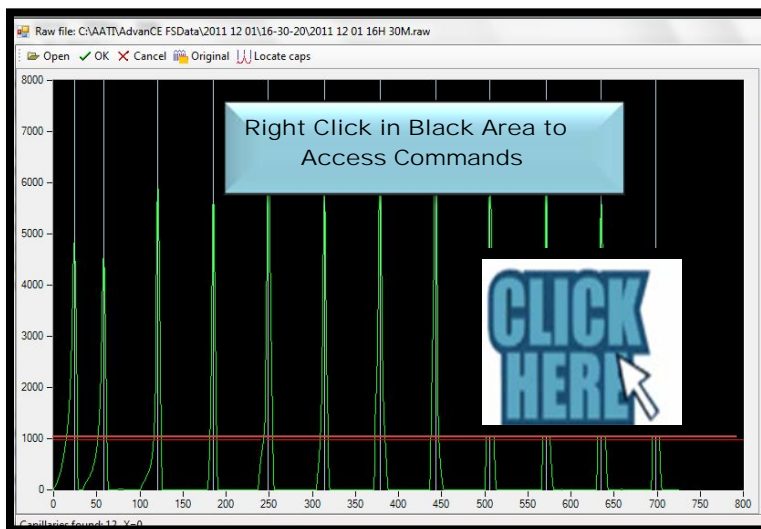 Raw file: C:\AATI\AdvanCE FSData\2011 12 01\16-30-20\2011 12 01 16H 30M.raw
Open OK Cancel Original Locate caps
8000
7000
6000
5000
4000
3000
2000
1000
0
Right Click in Black Area to
Access Commands
CLICK
HERE
0 50 100 150 200 250 300 350 400 450 500 550 600 650 700 750 800
Capillaries found: 12 X=0